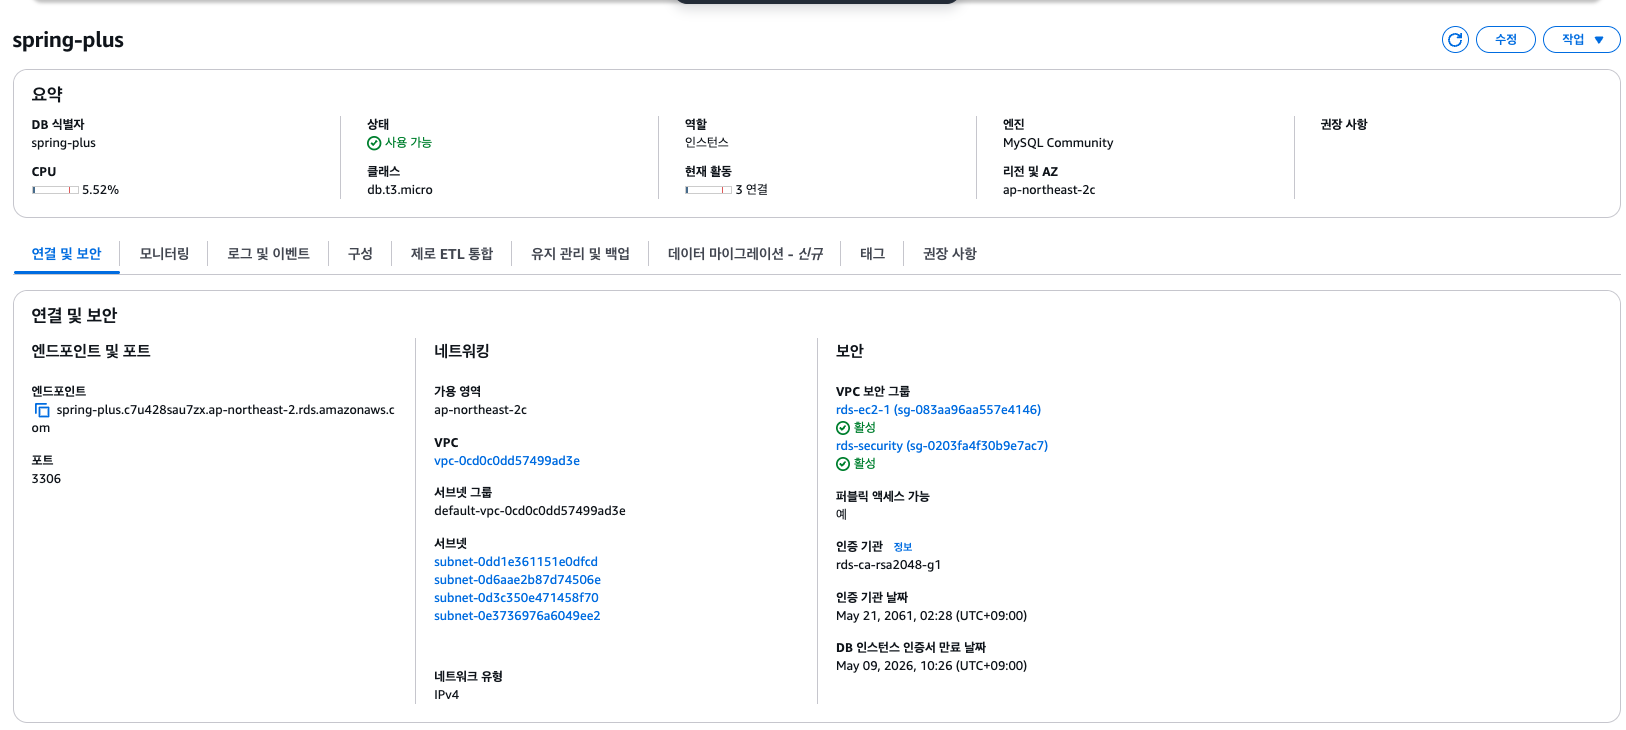 spring-plus
수정
작업
요약
DB 식별자
spring-plus
CPU
5.52%
상태
사용 가능
클래스
db.t3.micro
역할
인스턴스
현재 활동
3 연결
엔진
MySQL Community
리전 및 AZ
ap-northeast-2c
권장 사항
연결 및 보안
모니터링
로그 및 이벤트
구성
제로 ETL 통합
유지 관리 및 백업
데이터 마이그레이션 - 신규
태그
권장 사항
연결 및 보안
엔드포인트 및 포트
엔드포인트
spring-plus.c7u428sau7zx.ap-northeast-2.rds.amazonaws.c
om
포트
3306
네트워킹
가용 영역
ap-northeast-2c
VPC
vpc-0cd0c0dd57499ad3e
서브넷 그룹
default-vpc-0cd0c0dd57499ad3e
서브넷
subnet-0dd1e361151e0dfcd
subnet-0d6aae2b87d74506e
subnet-0d3c350e471458f70
subnet-0e3736976a6049ee2
네트워크 유형
IPv4
보안
VPC 보안 그룹
rds-ec2-1 (sg-083aa96aa557e4146)
활성
rds-security (sg-0203fa4f30b9e7ac7)
활성
퍼블릭 액세스 가능
예
인증 기관 정보
rds-ca-rsa2048-g1
인증 기관 날짜
May 21, 2061, 02:28 (UTC+09:00)
DB 인스턴스 인증서 만료 날짜
May 09, 2026, 10:26 (UTC+09:00)